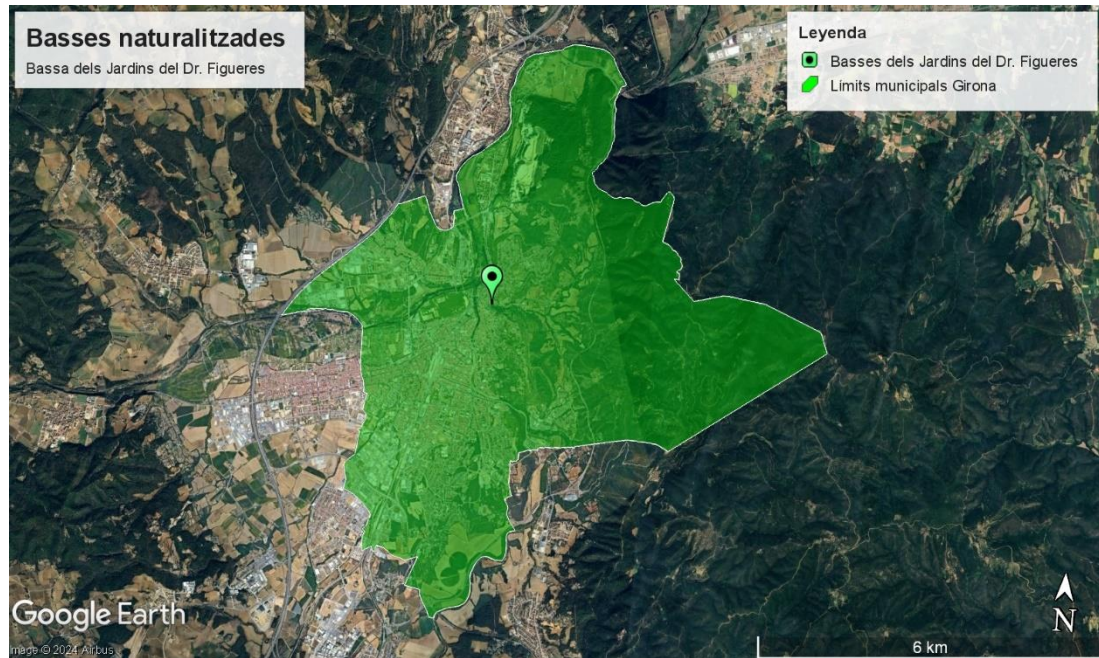 Basses naturalitzades
Bassa dels Jardins del Dr. Figueres
Leyenda
Basses de Jardins del Dr. Figueres
Límits municipals Girona
Google Earth
Image © 2024 Airbus
N
6 km